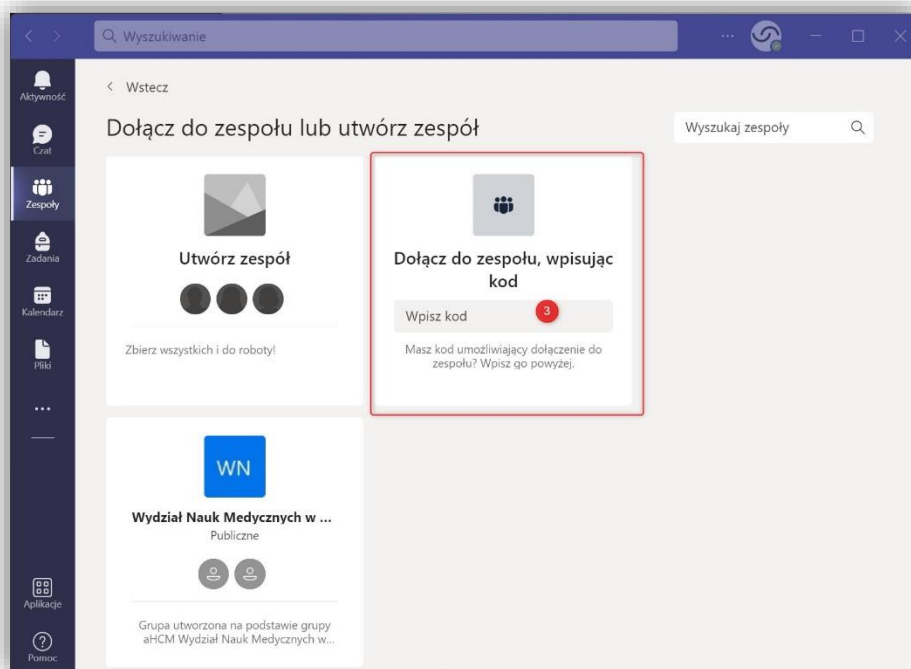 Wyszukiwanie
Aktywność
Czat
Zespoły
Zadania
Kalendarz
Pliki
Aplikacje
Pomoc
Wstecz
Dołącz do zespołu lub utwórz zespół
Wyszukaj zespoły
Utwórz zespół
Zbierz wszystkich i do roboty!
Dołącz do zespołu, wpisując
kod
Wpisz kod
3
Masz kod umożliwiający dołączenie do
zespołu? Wpisz go powyżej.
WN
Wydział Nauk Medycznych w ...
Publiczne
Grupa utworzona na podstawie grupy
aHCM Wydział Nauk Medycznych w...